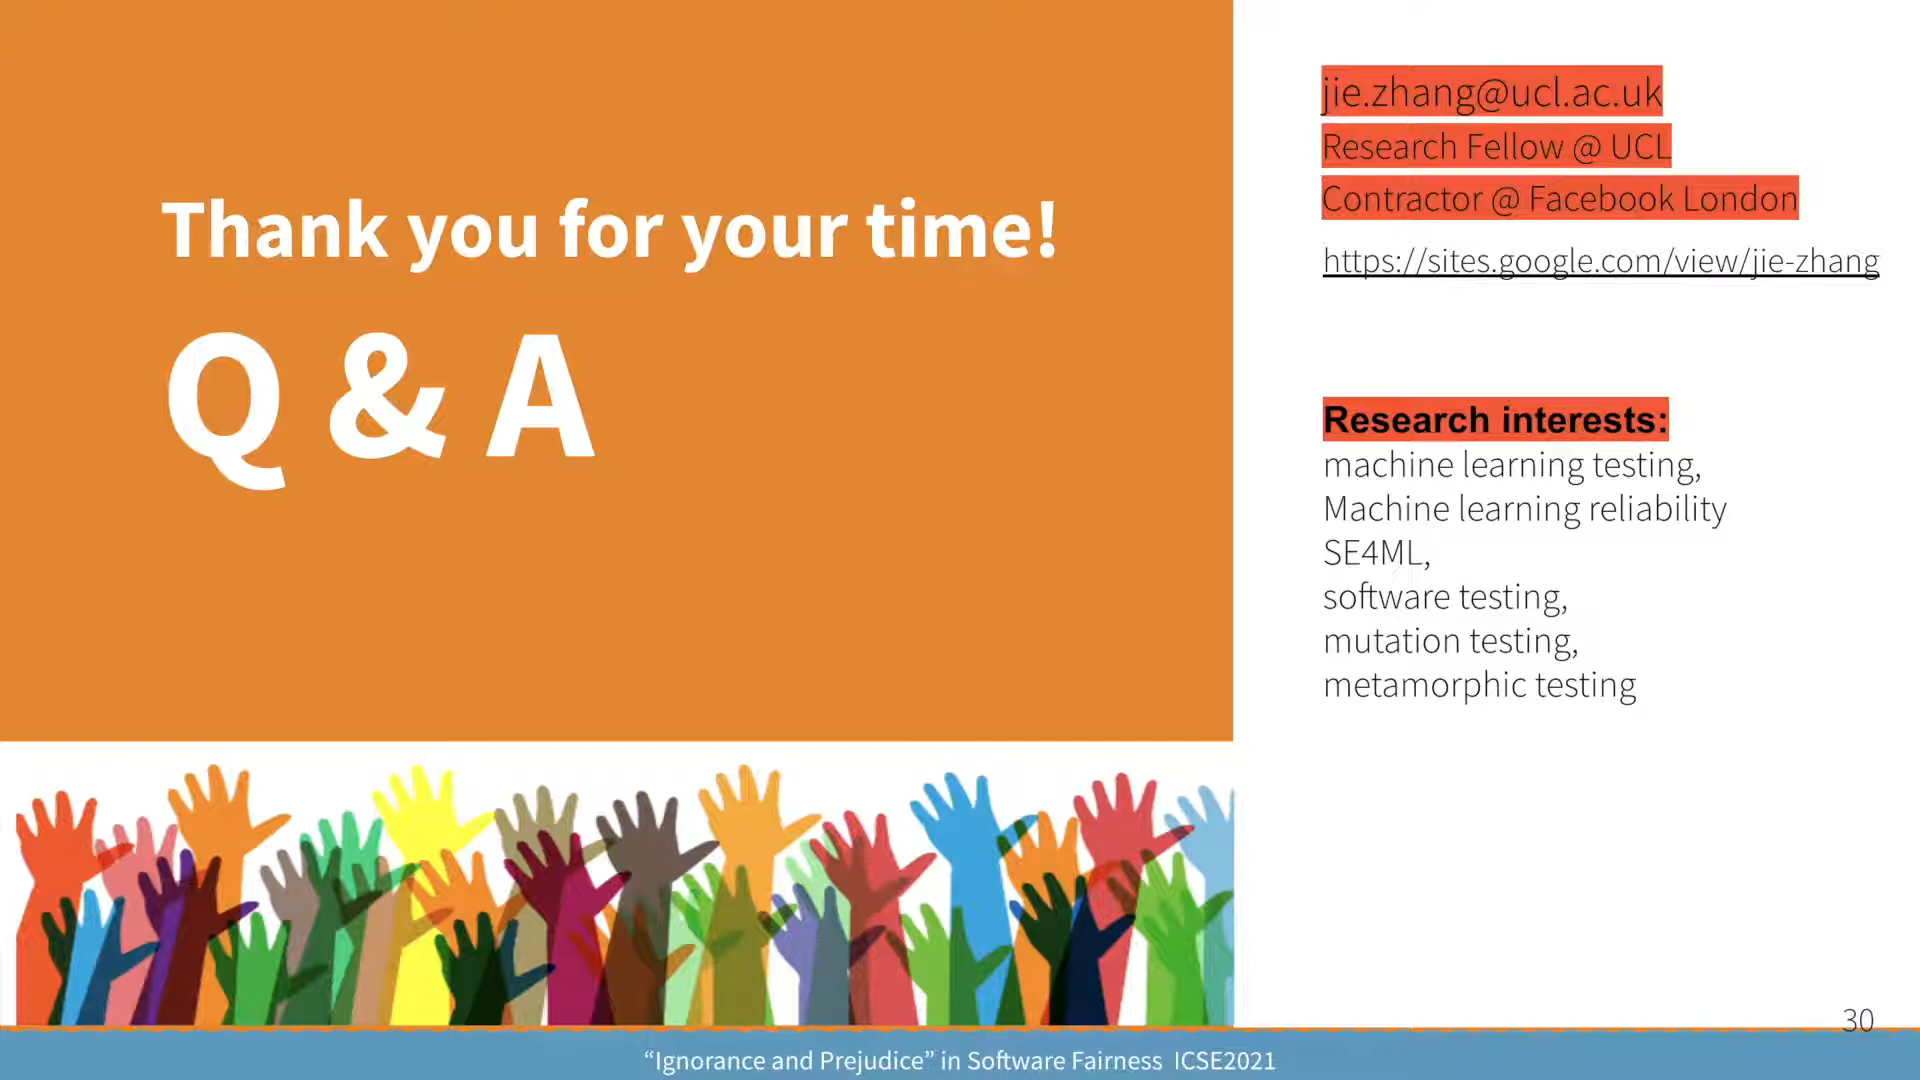 Thank you for your time!
Q & A
jie.zhang@ucl.ac.uk
Research Fellow @ UCL
Contractor @ Facebook London
https://sites.google.com/view/jie-zhang
Research interests:
machine learning testing,
Machine learning reliability
SE4ML,
software testing,
mutation testing,
metamorphic testing
30
“Ignorance and Prejudice” in Software Fairness ICSE2021